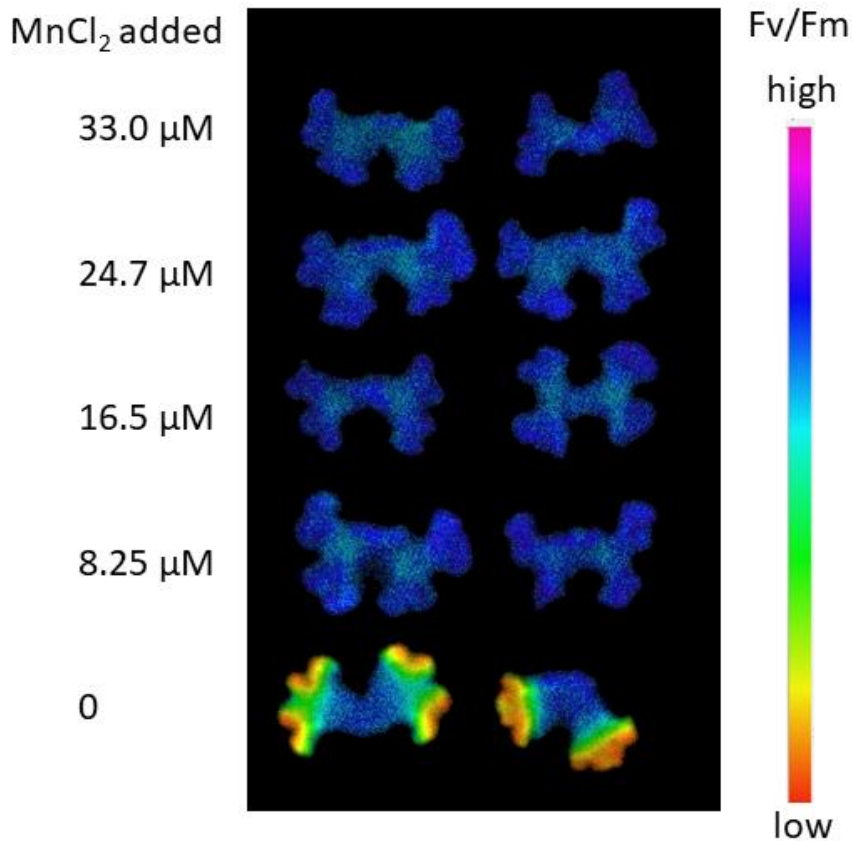 MnCl₂ added
Fv/Fm
high
33.0 µM
24.7 µM
16.5 µM
8.25 µM
0
low